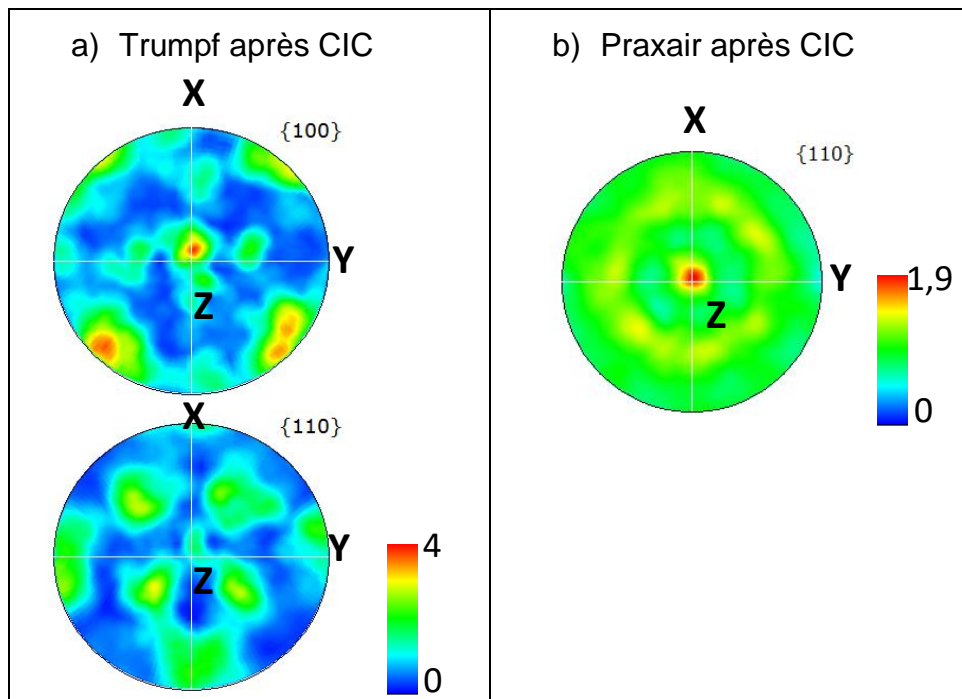 a) Trumpf après CIC
X
{100}
Y
Z
X
{110}
Y
Z
4
0
b) Praxair après CIC
X
{110}
Y
Z
1,9
0